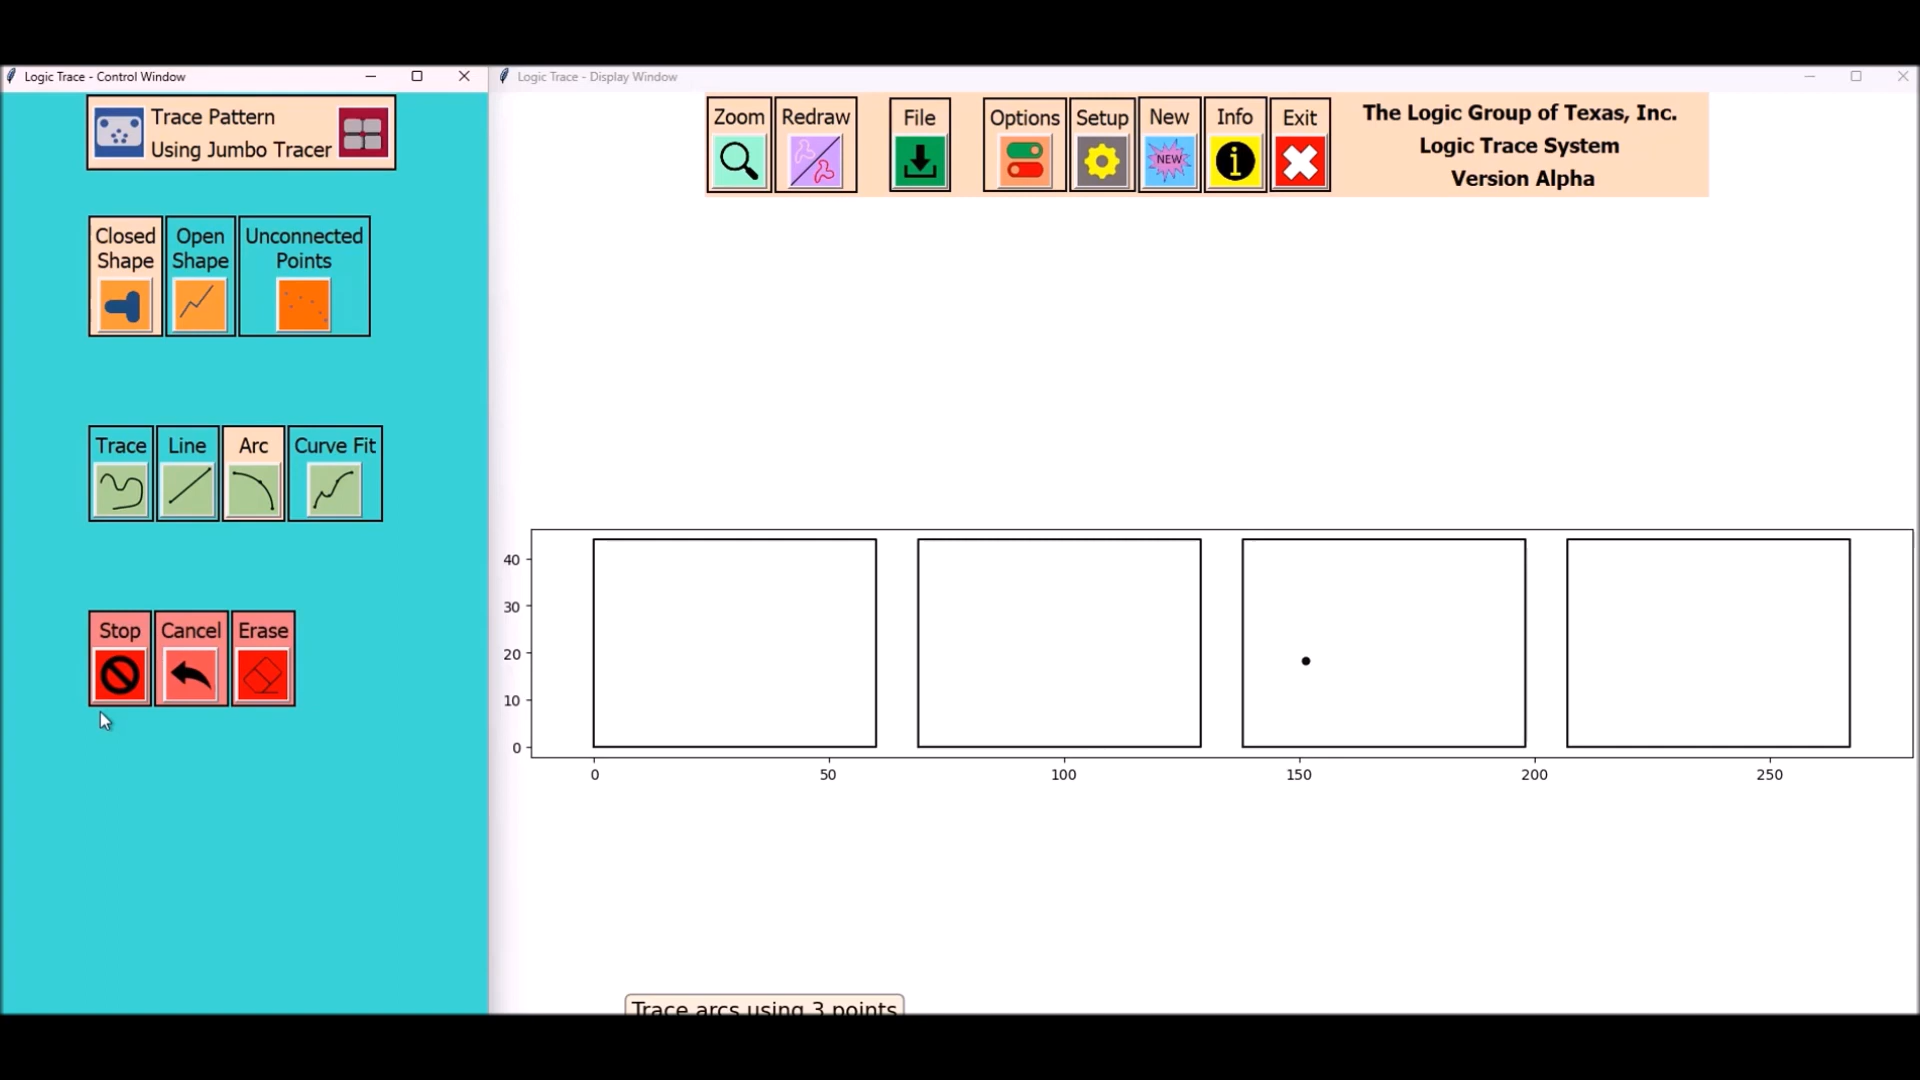 Logic Trace - Control Window
Logic Trace - Display Window
Trace Pattern
Using Jumbo Tracer
Zoom
Redraw
File
Options
Setup
New
NEW
Info
Exit
The Logic Group of Texas, Inc.
Logic Trace System
Version Alpha
Closed
Shape
Open
Shape
Unconnected
Points
Trace
Line
Arc
Curve Fit
Stop
Cancel
Erase
40
30
20
10
0
0
50
100
150
200
250
Trace arcs using 3 points